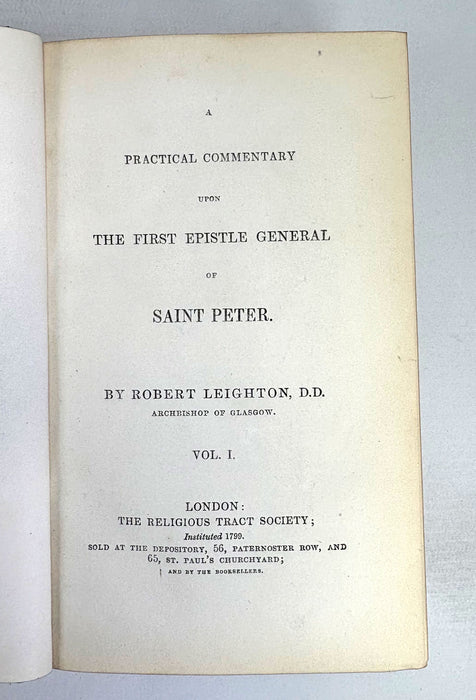 A
PRACTICAL COMMENTARY
UPON
THE FIRST EPISTLE GENERAL
OF
SAINT PETER.
BY ROBERT LEIGHTON, D.D.
ARCHBISHOP OF GLASGOW.
VOL. I.
LONDON:
THE RELIGIOUS TRACT SOCIETY;
Instituted 1799.
SOLD AT THE DEPOSITORY, 56, PATERNOSTER ROW, AND
65, ST. PAUL'S CHURCHYARD;
AND BY THE BOOKSELLERS.